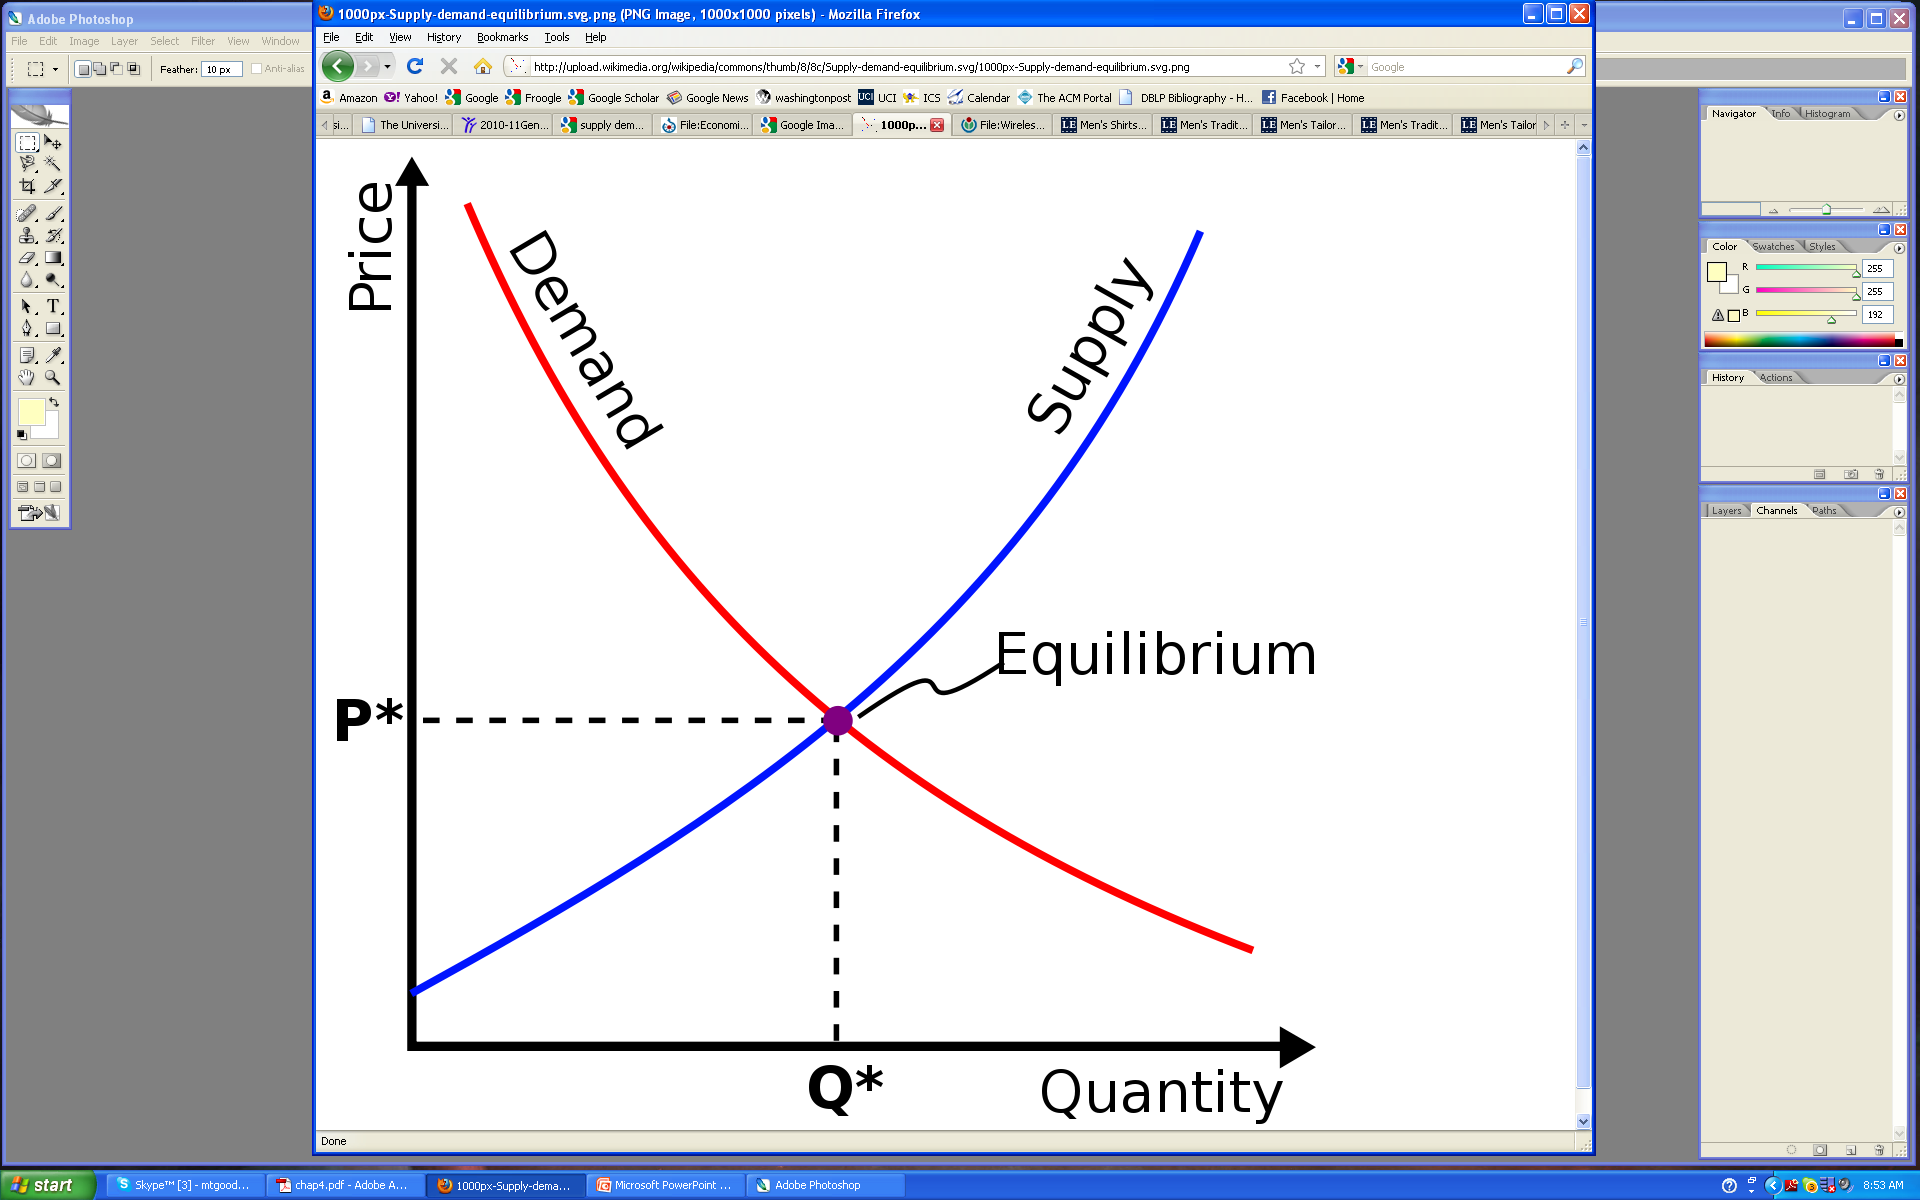 Adobe Photoshop
File Edit Image Layer Select Filter View Window
Feather: 10 px Anti-alias
1000px-Supply-demand-equilibrium.svg.png (PNG Image, 1000x1000 pixels) - Mozilla Firefox
File Edit View History Bookmarks Tools Help
http://upload.wikimedia.org/wikipedia/commons/thumb/8/8c/Supply-demand-equilibrium.svg/1000px-Supply-demand-equilibrium.svg.png
Google
Amazon Yahoo! Google Froogle Google Scholar Google News washingtonpost UCI UCI ICS Calendar The ACM Portal DBLP Bibliography - H... Facebook | Home
si... The Universi... 2010-11Gen... supply dem... File:Economi... Google Ima... 1000p... File:Wireles... LE Men's Shirts... LE Men's Tradit... LE Men's Tailor... LE Men's Tradit... LE Men's Tailor
Price
Demand
Supply
Equilibrium
P*
Q*
Quantity
Done
Navigator Info Histogram
Color Swatches Styles
R 255
G 255
B 192
History Actions
Layers Channels Paths
start
Skype™ [3] - mtgood...
chap4.pdf - Adobe A...
1000px-Supply-dema...
Microsoft PowerPoint ...
Adobe Photoshop
8:53 AM